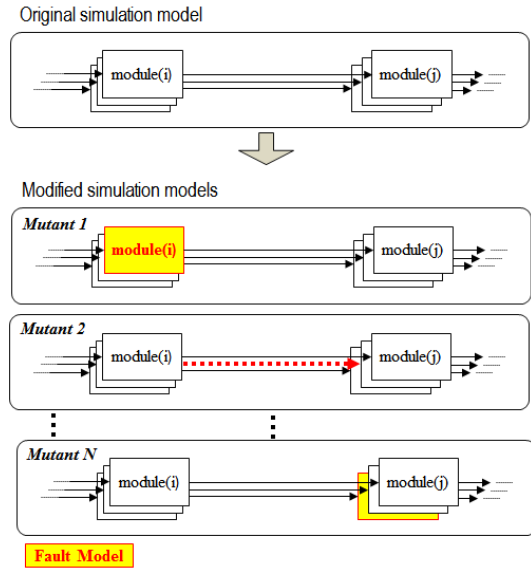 Original simulation model
module(i)
module(j)
Modified simulation models
Mutant 1
module(i)
module(j)
Mutant 2
module(i)
module(j)
Mutant N
module(i)
module(j)
Fault Model